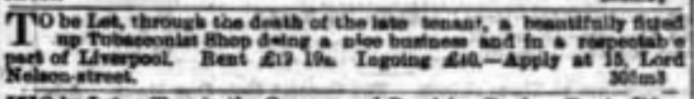 TO be Let, through the death of the late tenant, a beautifully fitted
up Tobacconist Shop doing a nice business and in a respectable
part of Liverpool. Rent £19 19s. Ingoing £40.—Apply at 15, Lord
Nelson-street.